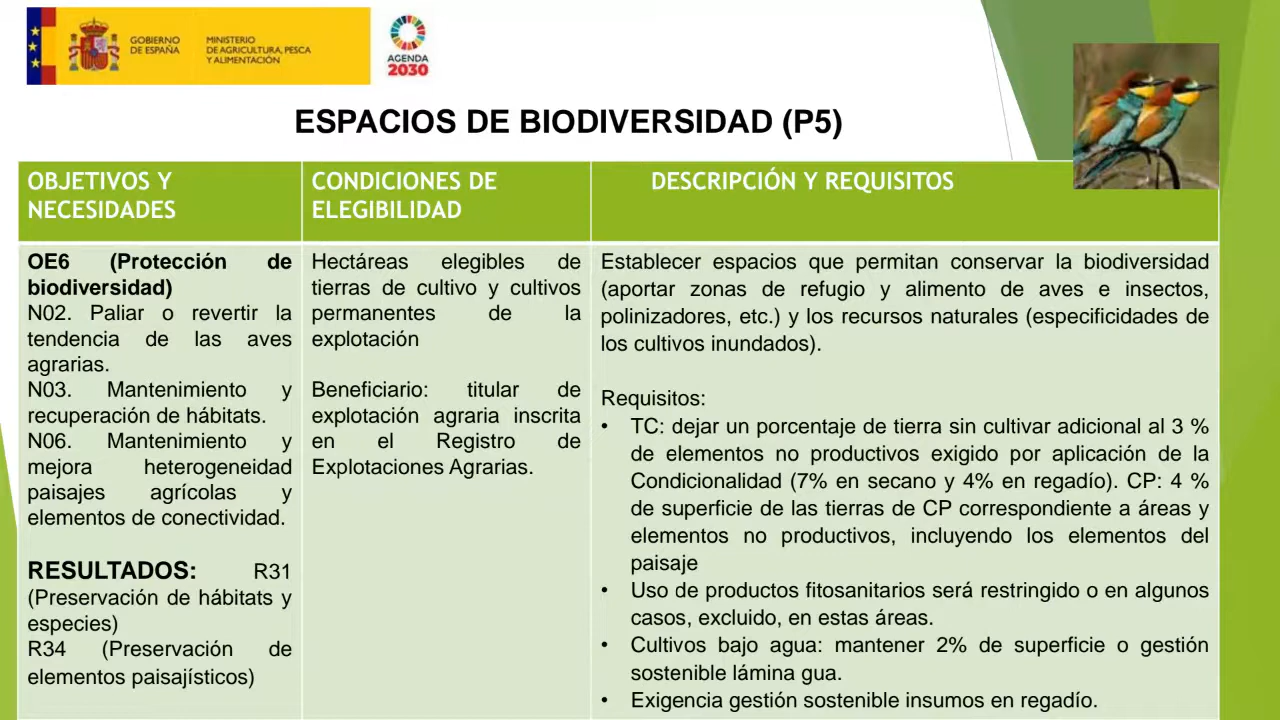 GOBIERNO
DE ESPAÑA
MINISTERIO
DE AGRICULTURA, PESCA
Y ALIMENTACIÓN
AGENDA
2030
ESPACIOS DE BIODIVERSIDAD (P5)
OBJETIVOS Y
NECESIDADES
OE6 (Protección de
biodiversidad)
N02. Paliar o revertir la
tendencia de las aves
agrarias.
N03. Mantenimiento y
recuperación de hábitats.
N06. Mantenimiento y
mejora heterogeneidad
paisajes agrícolas y
elementos de conectividad.
RESULTADOS: R31
(Preservación de hábitats y
especies)
R34 (Preservación de
elementos paisajísticos)
CONDICIONES DE
ELEGIBILIDAD
Hectáreas elegibles de
tierras de cultivo y cultivos
permanentes de la
explotación
Beneficiario: titular de
explotación agraria inscrita
en el Registro de
Explotaciones Agrarias.
DESCRIPCIÓN Y REQUISITOS
Establecer espacios que permitan conservar la biodiversidad
(aportar zonas de refugio y alimento de aves e insectos,
polinizadores, etc.) y los recursos naturales (especificidades de
los cultivos inundados).
Requisitos:
• TC: dejar un porcentaje de tierra sin cultivar adicional al 3 %
de elementos no productivos exigido por aplicación de la
Condicionalidad (7% en secano y 4% en regadío). CP: 4 %
de superficie de las tierras de CP correspondiente a áreas y
elementos no productivos, incluyendo los elementos del
paisaje
• Uso de productos fitosanitarios será restringido o en algunos
casos, excluido, en estas áreas.
• Cultivos bajo agua: mantener 2% de superficie o gestión
sostenible lámina gua.
• Exigencia gestión sostenible insumos en regadío.